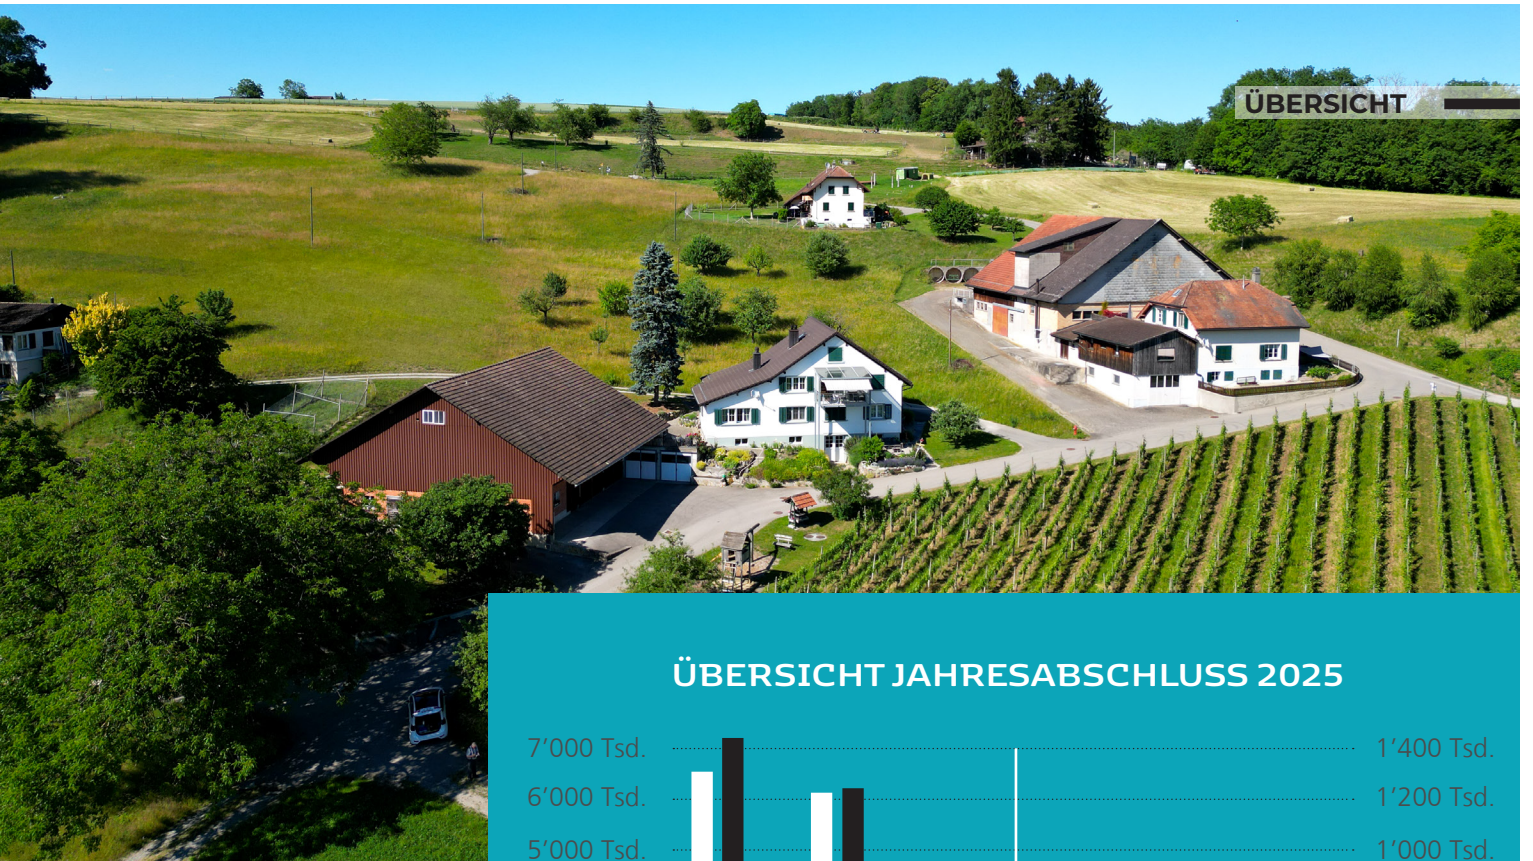 ÜBERSICHT
ÜBERSICHT JAHRESABSCHLUSS 2025
7’000 Tsd. 1’400 Tsd.
6’000 Tsd. 1’200 Tsd.
5’000 Tsd. 1’000 Tsd.